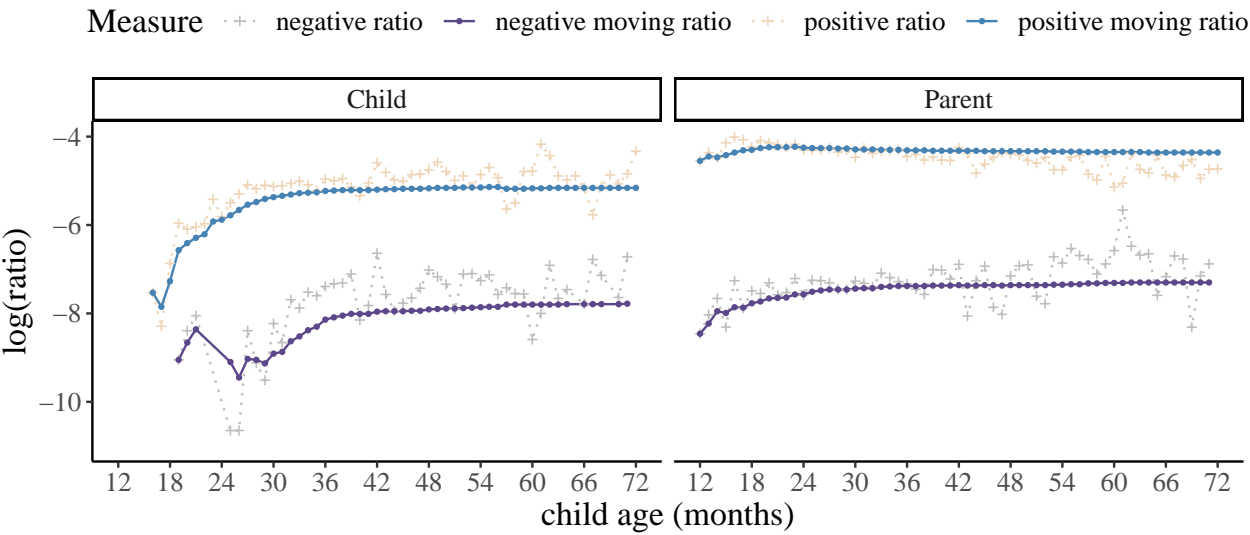 Measure negative ratio negative moving ratio positive ratio positive moving ratio
Child Parent
−4
−6
−8
−10
log(ratio)
12 18 24 30 36 42 48 54 60 66 72 12 18 24 30 36 42 48 54 60 66 72
child age (months)